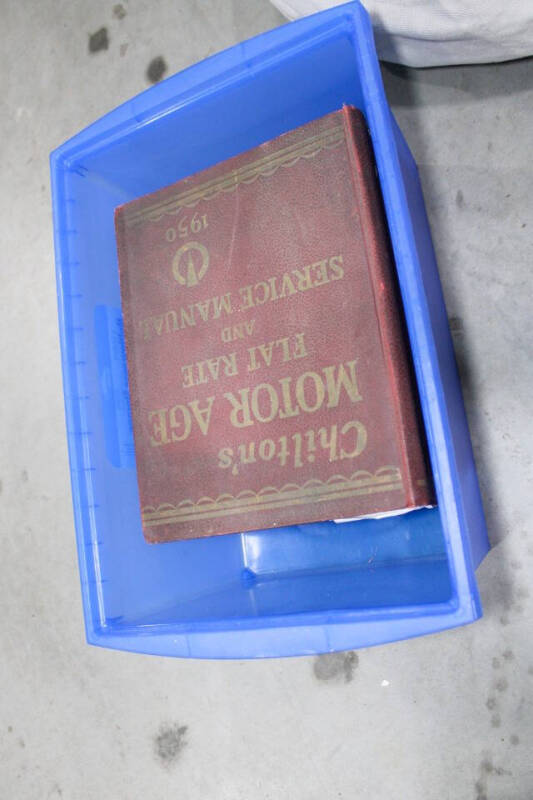 Chilton's
MOTOR AGE
FLAT RATE
AND
SERVICE MANUAL
1950